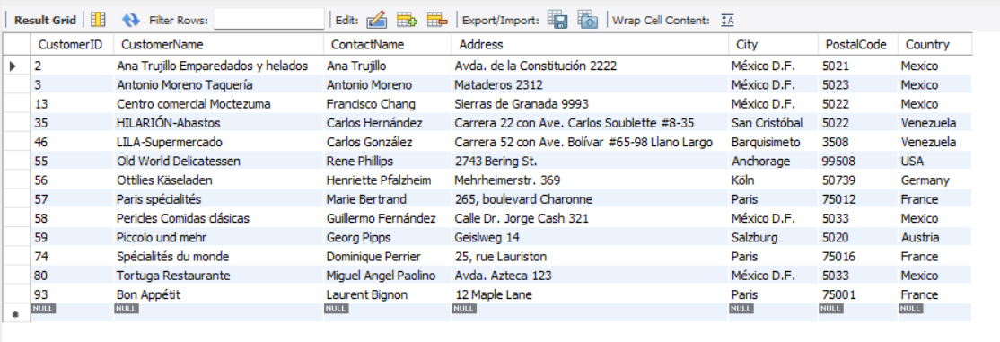 Result Grid Filter Rows: Edit: Export/Import: Wrap Cell Content: IA
CustomerID CustomerName ContactName Address City PostalCode Country
2 Ana Trujillo Emparedados y helados Ana Trujillo Avda. de la Constitución 2222 México D.F. 5021 Mexico
3 Antonio Moreno Taquería Antonio Moreno Mataderos 2312 México D.F. 5023 Mexico
13 Centro comercial Moctezuma Francisco Chang Sierras de Granada 9993 México D.F. 5022 Mexico
35 HILARIÓN-Abastos Carlos Hernández Carrera 22 con Ave. Carlos Soublette #8-35 San Cristóbal 5022 Venezuela
46 LILA-Supermercado Carlos González Carrera 52 con Ave. Bolívar #65-98 Llano Largo Barquisimeto 3508 Venezuela
55 Old World Delicatessen Rene Phillips 2743 Bering St. Anchorage 99508 USA
56 Ottilies Käseladen Henriette Pfalzheim Mehrheimerstr. 369 Köln 50739 Germany
57 Paris spécialités Marie Bertrand 265, boulevard Charonne Paris 75012 France
58 Pericles Comidas clásicas Guillermo Fernández Calle Dr. Jorge Cash 321 México D.F. 5033 Mexico
59 Piccolo und mehr Georg Pipps Geislweg 14 Salzburg 5020 Austria
74 Spécialités du monde Dominique Perrier 25, rue Lauriston Paris 75016 France
80 Tortuga Restaurante Miguel Angel Paolino Avda. Azteca 123 México D.F. 5033 Mexico
93 Bon Appétit Laurent Bignon 12 Maple Lane Paris 75001 France
NULL NULL NULL NULL NULL NULL NULL